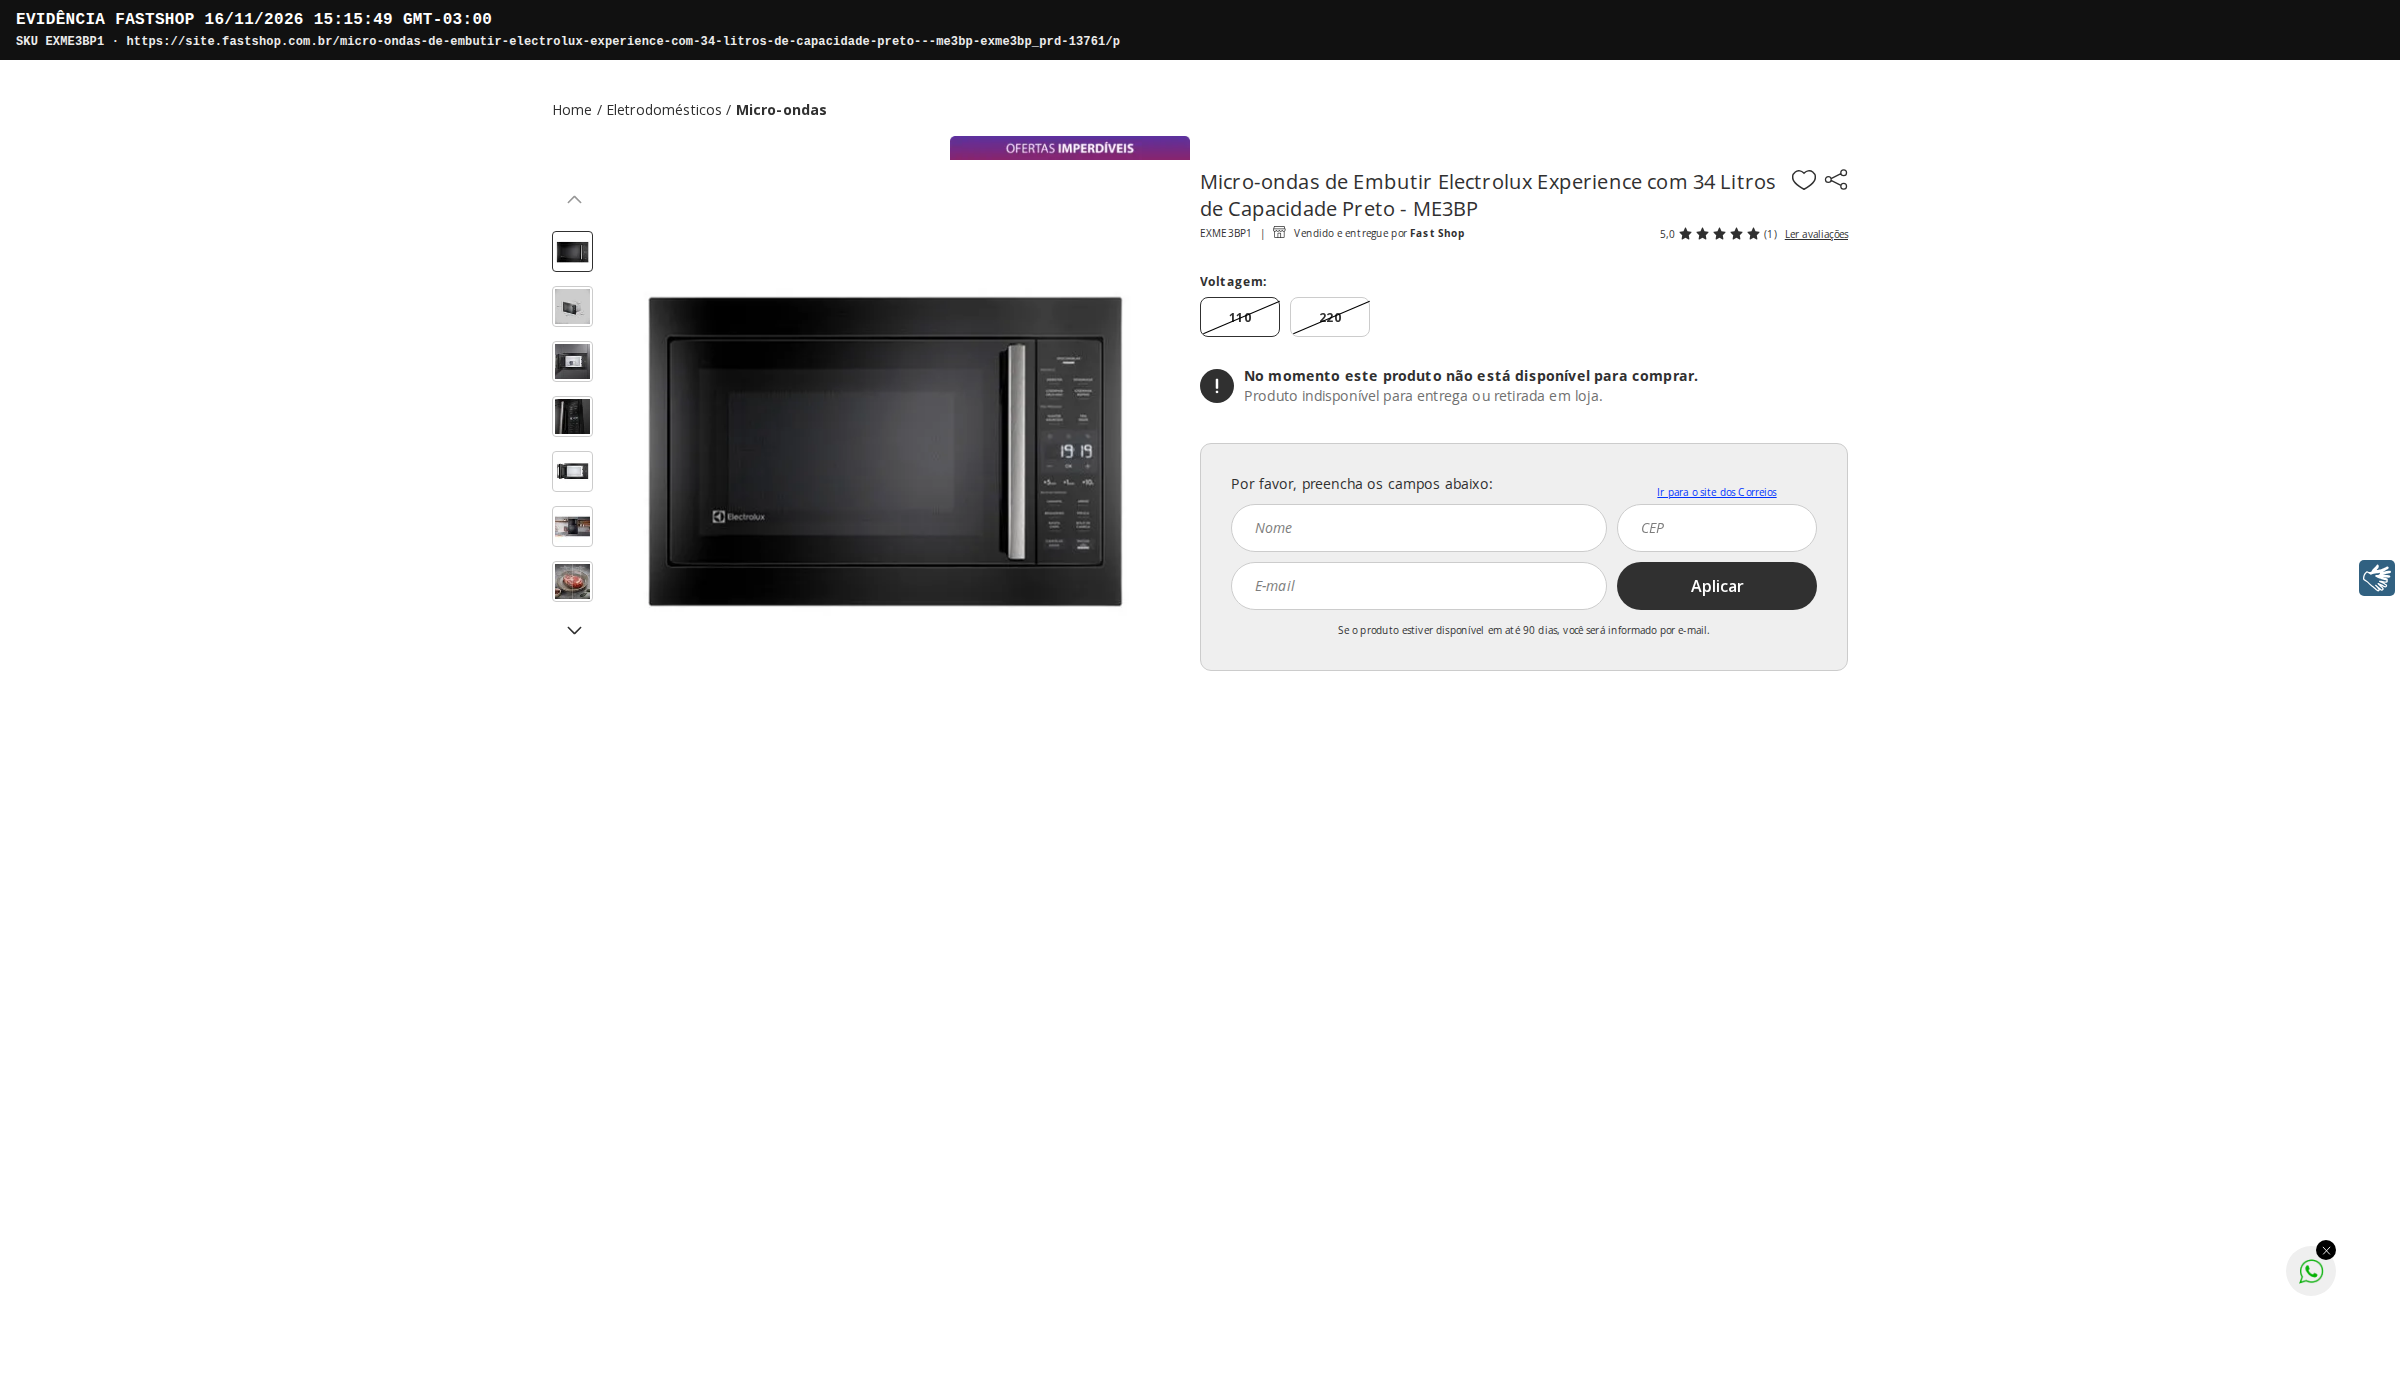 EVIDÊNCIA FASTSHOP 16/11/2026 15:15:49 GMT-03:00
SKU EXME3BP1 · https://site.fastshop.com.br/micro-ondas-de-embutir-electrolux-experience-com-34-litros-de-capacidade-preto---me3bp-exme3bp_prd-13761/p
Home / Eletrodomésticos / Micro-ondas
OFERTAS IMPERDÍVEIS
Micro-ondas de Embutir Electrolux Experience com 34 Litros
de Capacidade Preto - ME3BP
EXME3BP1 | Vendido e entregue por Fast Shop
5,0 (1) Ler avaliações
Voltagem:
110 220
No momento este produto não está disponível para comprar.
Produto indisponível para entrega ou retirada em loja.
Por favor, preencha os campos abaixo:
Ir para o site dos Correios
Nome CEP
E-mail Aplicar
Se o produto estiver disponível em até 90 dias, você será informado por e-mail.
19 19
Electrolux